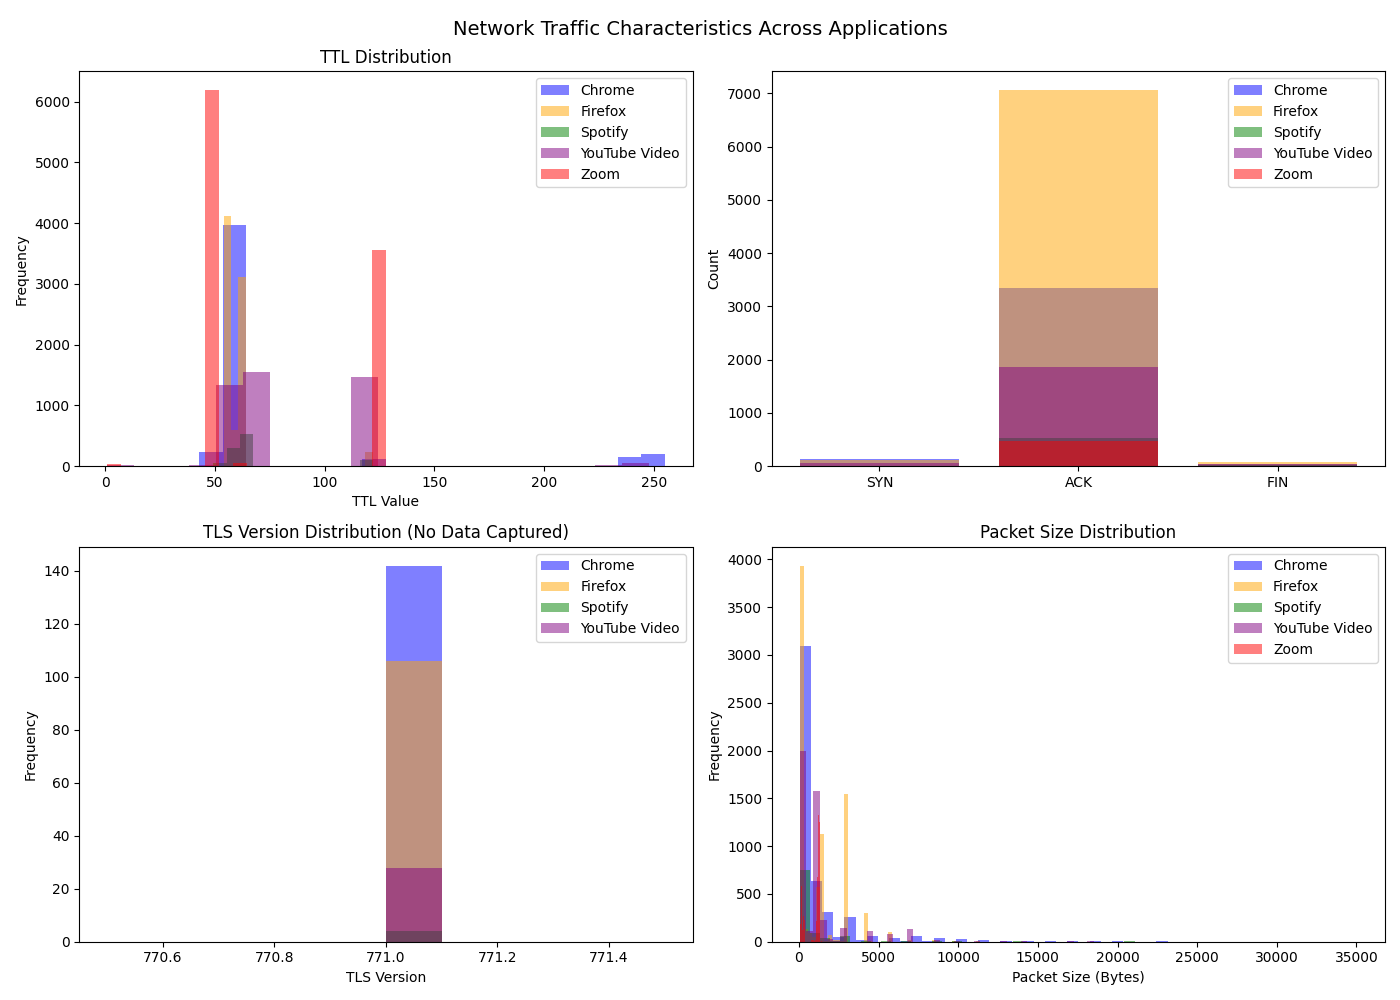 Network Traffic Characteristics Across Applications
TTL Distribution
Chrome
Firefox
Spotify
YouTube Video
Zoom
6000
5000
4000
3000
2000
1000
0
Frequency
0 50 100 150 200 250
TTL Value
Chrome
Firefox
Spotify
YouTube Video
Zoom
7000
6000
5000
4000
3000
2000
1000
0
Count
SYN ACK FIN
TLS Version Distribution (No Data Captured)
Chrome
Firefox
Spotify
YouTube Video
140
120
100
80
60
40
20
0
Frequency
770.6 770.8 771.0 771.2 771.4
TLS Version
Packet Size Distribution
Chrome
Firefox
Spotify
YouTube Video
Zoom
4000
3500
3000
2500
2000
1500
1000
500
0
Frequency
0 5000 10000 15000 20000 25000 30000 35000
Packet Size (Bytes)